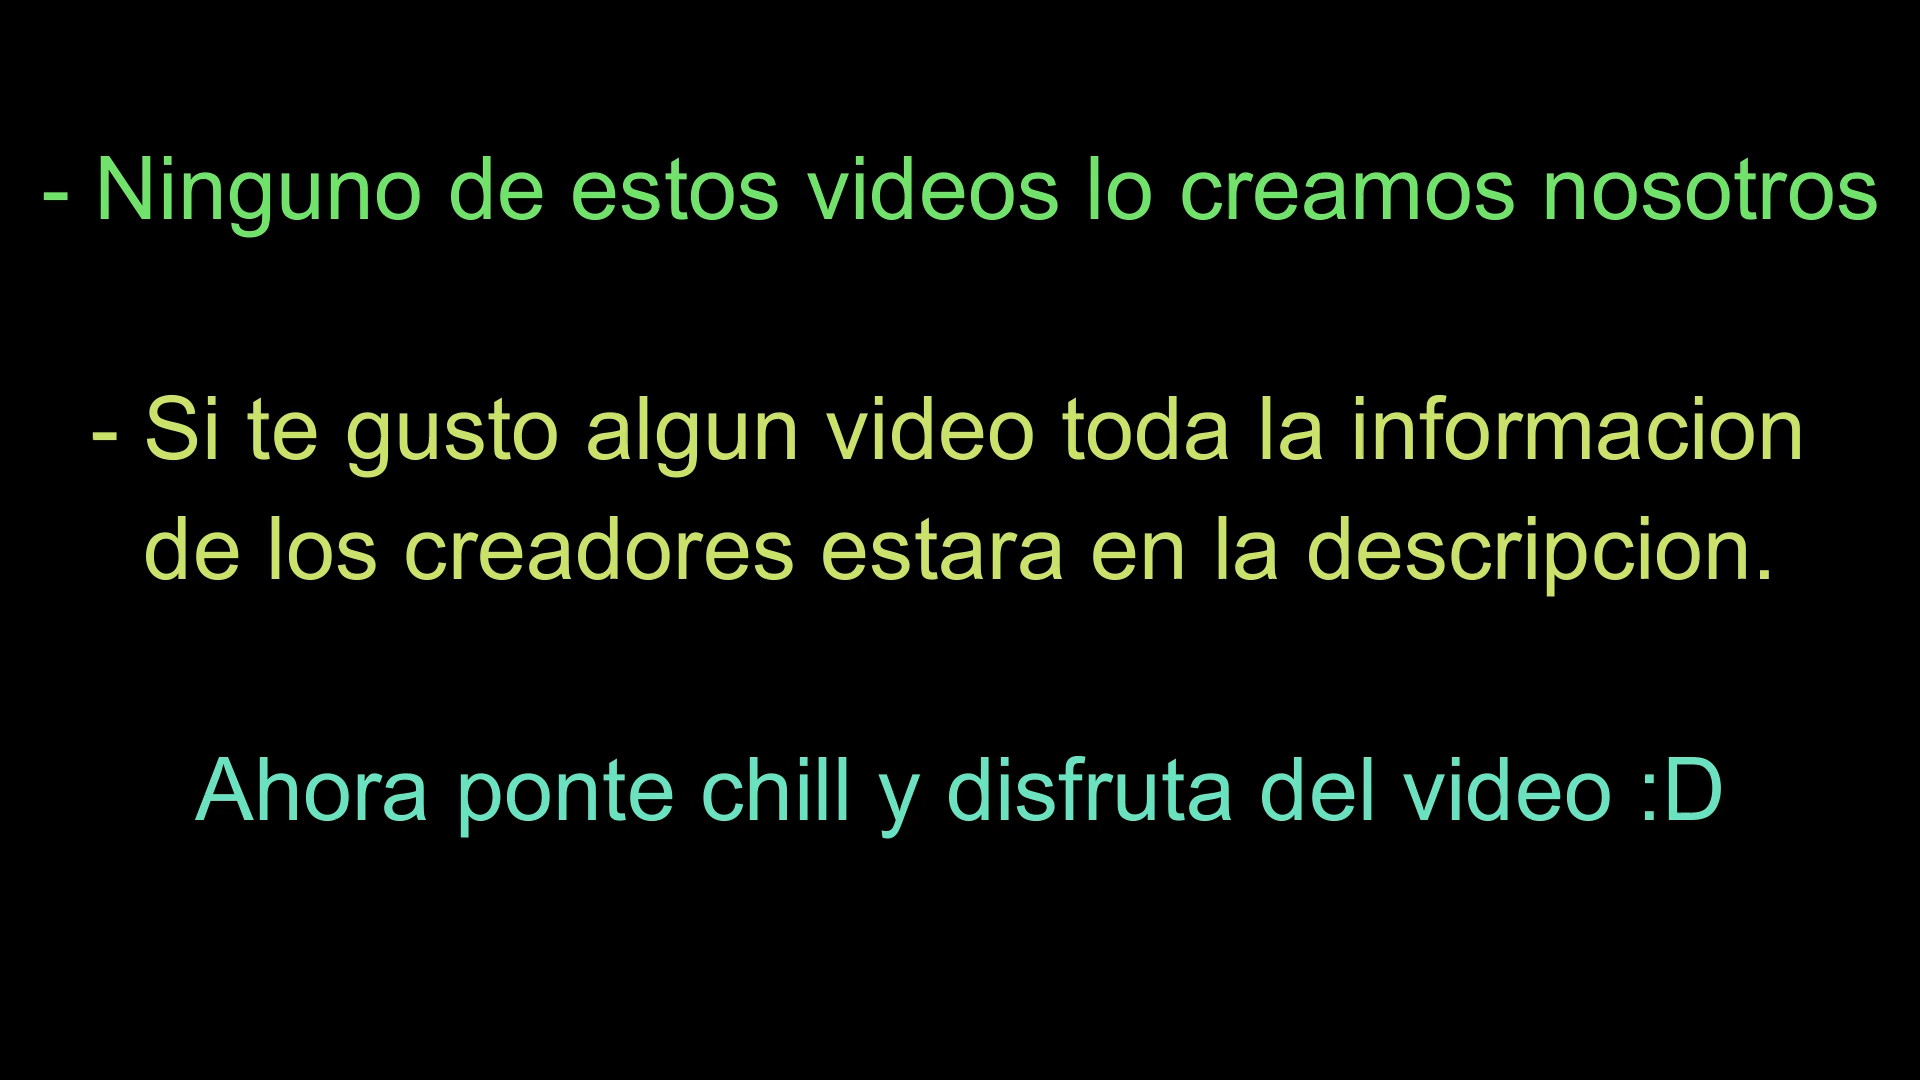 - Ninguno de estos videos lo creamos nosotros
- Si te gusto algun video toda la informacion
de los creadores estara en la descripcion.
Ahora ponte chill y disfruta del video :D